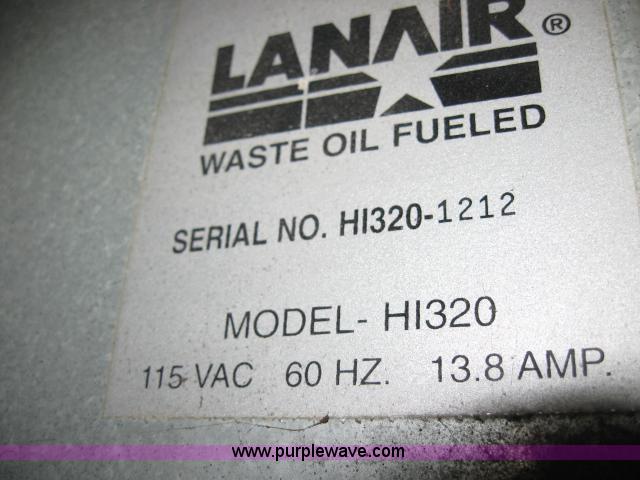 LANAIR®
WASTE OIL FUELED
SERIAL NO. HI320-1212
MODEL- HI320
115 VAC 60 HZ. 13.8 AMP.
www.purplewave.com